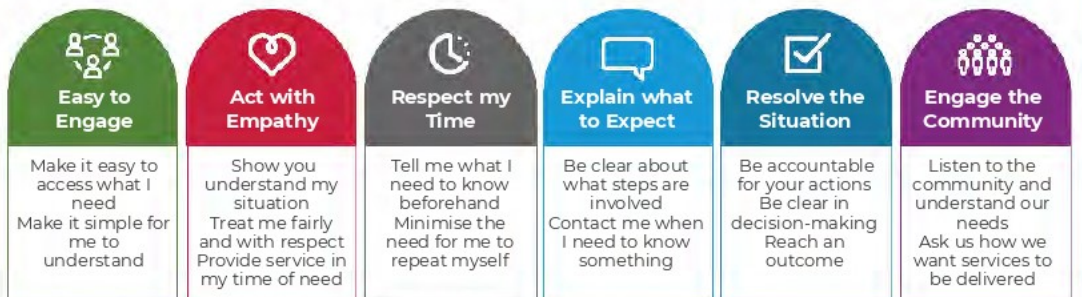 Easy to
Engage
Make it easy to
access what I
need
Make it simple for
me to
understand
Act with
Empathy
Show you
understand my
situation
Treat me fairly
and with respect
Provide service in
my time of need
Respect my
Time
Tell me what I
need to know
beforehand
Minimise the
need for me to
repeat myself
Explain what
to Expect
Be clear about
what steps are
involved
Contact me when
I need to know
something
Resolve the
Situation
Be accountable
for your actions
Be clear in
decision-making
Reach an
outcome
Engage the
Community
Listen to the
community and
understand our
needs
Ask us how we
want services to
be delivered